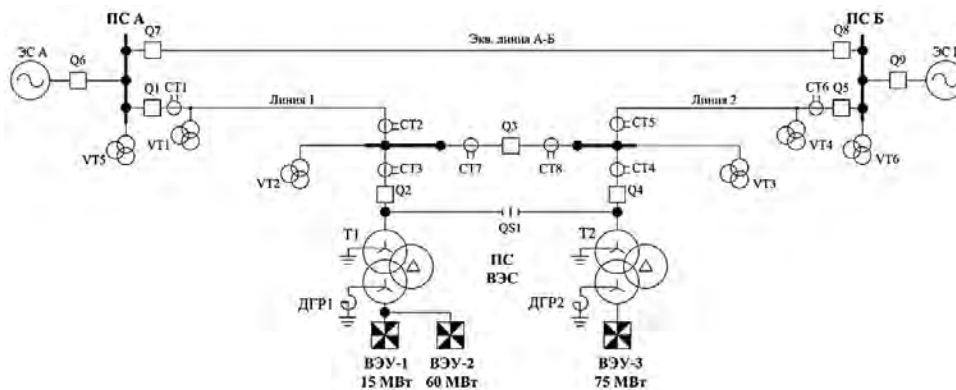 ПС А
ПС Б
Q7
Q8
Экв. линия А-Б
ЭС А
Q6
Q9
Q1
CT1
Линия 1
Линия 2
CT6
Q5
VT5
VT1
CT2
Q3
CT5
VT4
VT6
VT2
CT3
CT7
CT8
CT4
VT3
Q2
Q4
QS1
T1
T2
ПС
ВЭС
ДГР1
ДГР2
ВЭУ-1
ВЭУ-2
ВЭУ-3
15 МВт
60 МВт
75 МВт